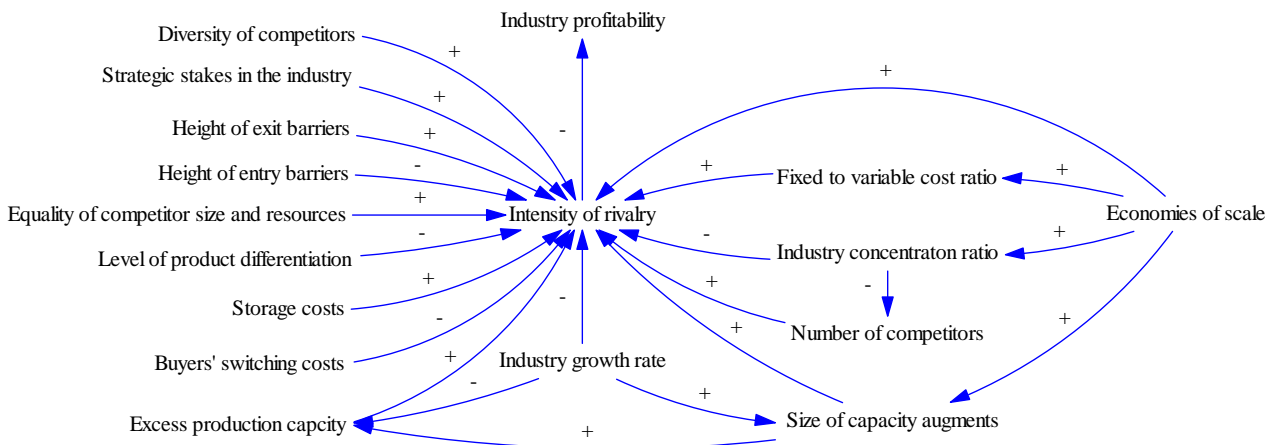 Industry profitability
Diversity of competitors
+
+
Strategic stakes in the industry
+
Height of exit barriers
+
-
Height of entry barriers
-
+
Fixed to variable cost ratio
+
+
Equality of competitor size and resources
Intensity of rivalry
Economies of scale
-
-
+
Level of product differentiation
Industry concentraton ratio
+
+
-
Storage costs
-
-
+
+
Number of competitors
Buyers' switching costs
+
Industry growth rate
-
+
Excess production capcity
Size of capacity augments
+